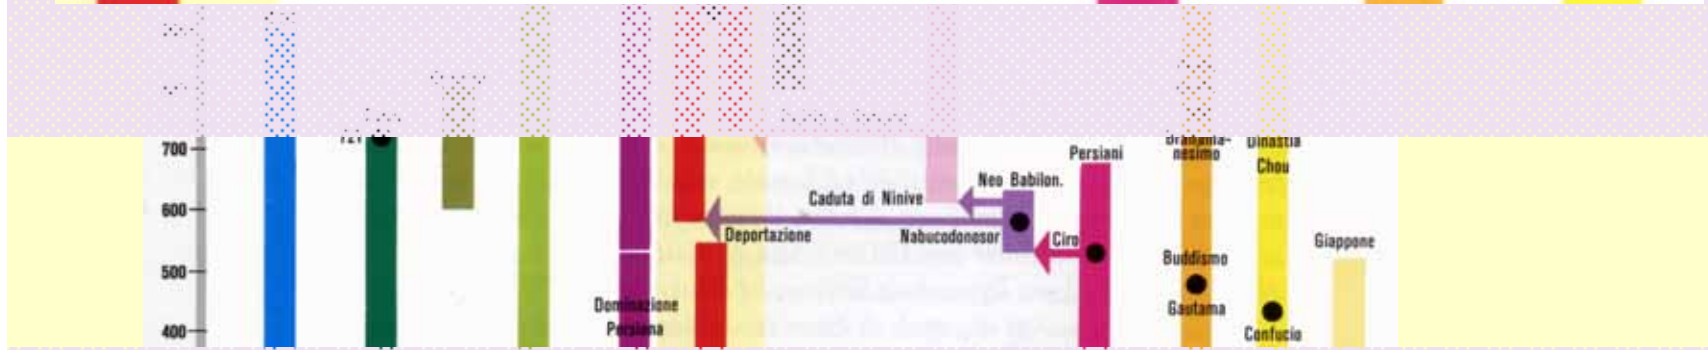 700
Persiani
nesimo
Dinastia
Chou
Neo Babilon.
Caduta di Ninive
600
Deportazione
Nabucodonosor
Ciro
Giappone
Buddismo
500
Gautama
Dominazione
Persiana
400
Confucio